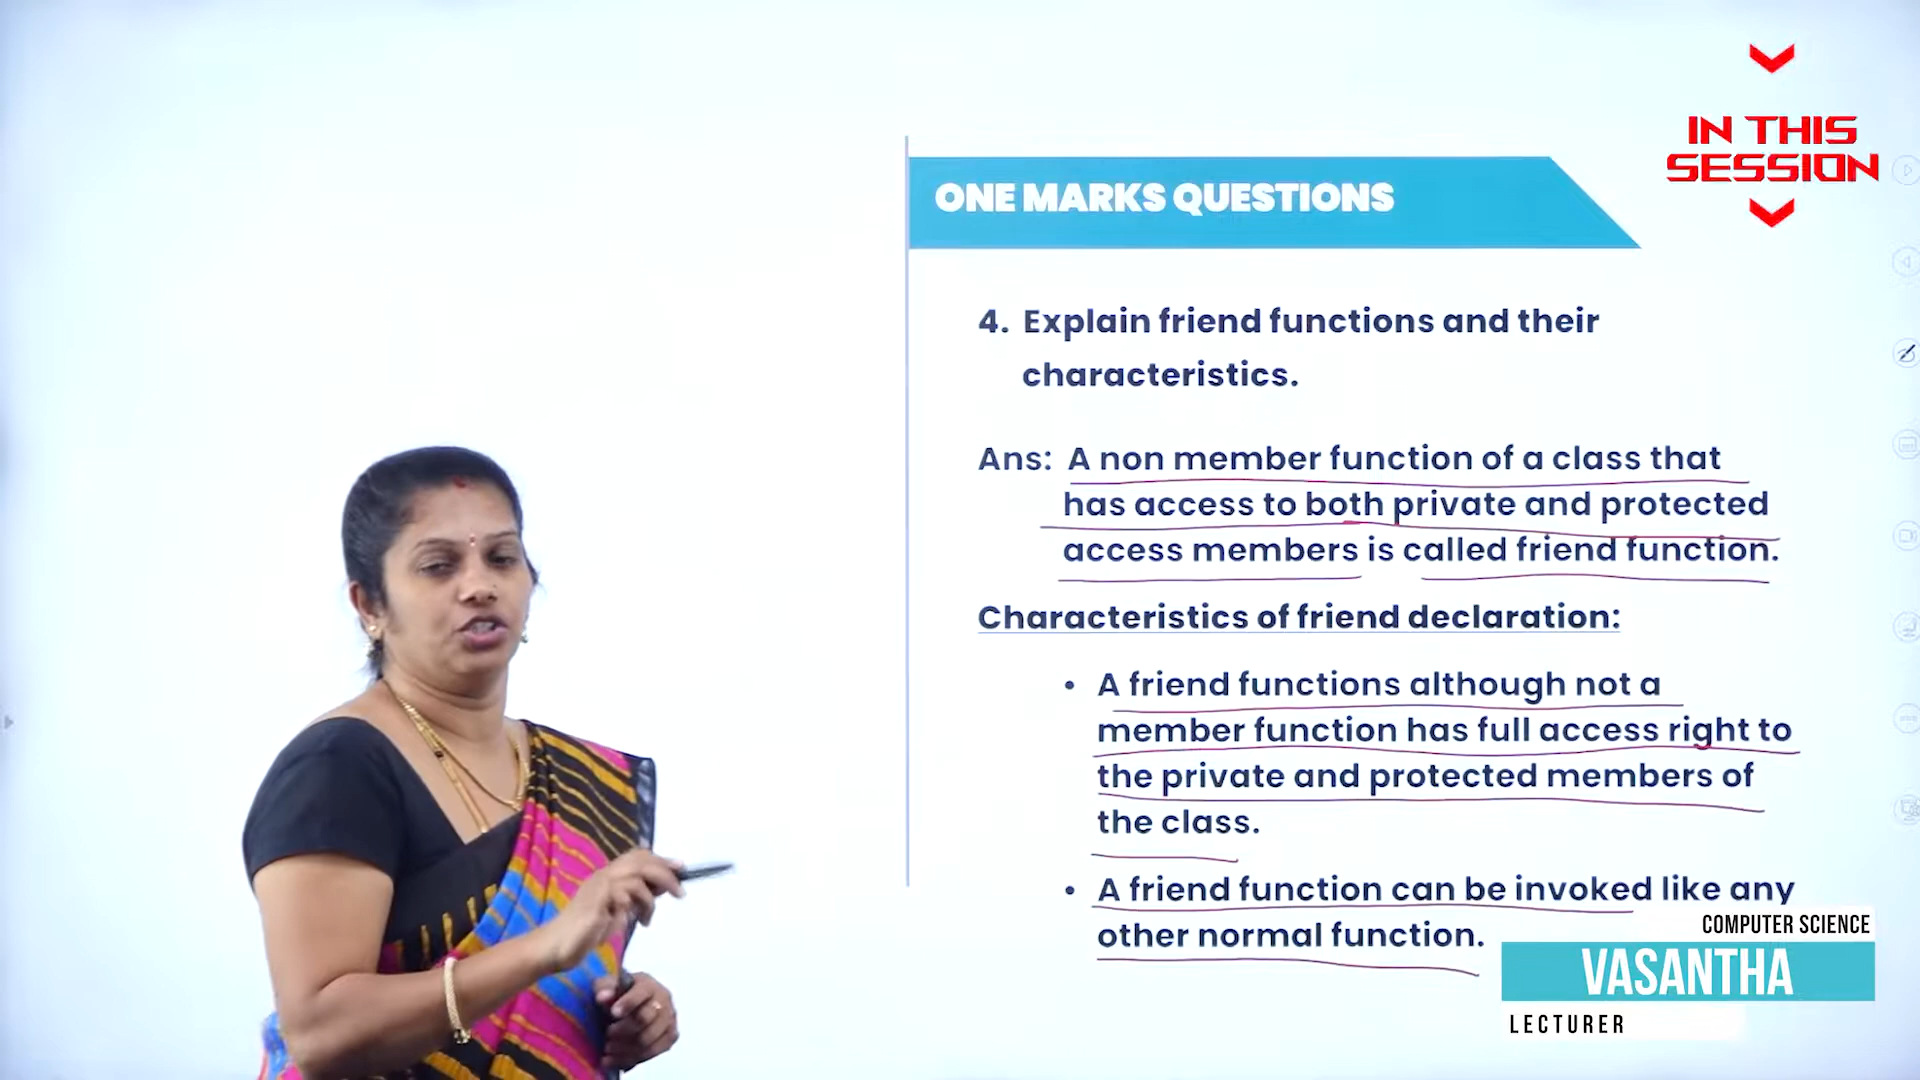 IN THIS
SESSION
ONE MARKS QUESTIONS
4. Explain friend functions and their
characteristics.
Ans: A non member function of a class that
has access to both private and protected
access members is called friend function.
Characteristics of friend declaration:
• A friend functions although not a
member function has full access right to
the private and protected members of
the class.
• A friend function can be invoked like any
other normal function.
COMPUTER SCIENCE
VASANTHA
LECTURER